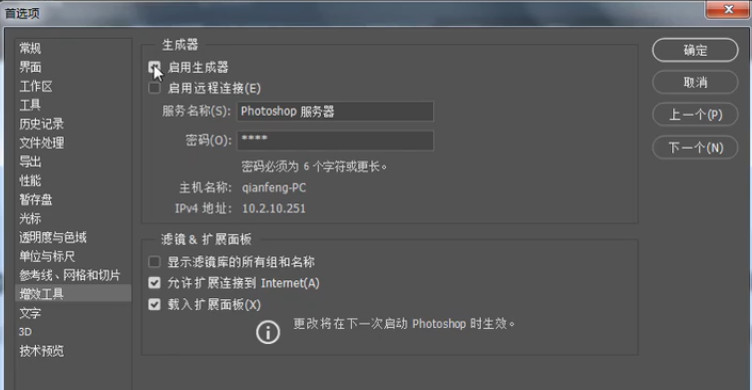 首选项
常规
界面
工作区
工具
历史记录
文件处理
导出
性能
暂存盘
光标
透明度与色域
单位与标尺
参考线、网格和切片
增效工具
文字
3D
技术预览
生成器
启用生成器
启用远程连接(E)
服务名称(S): Photoshop 服务器
密码(O): ****
密码必须为 6 个字符或更长。
主机名称: qianfeng-PC
IPv4 地址: 10.2.10.251
滤镜 & 扩展面板
显示滤镜库的所有组和名称
允许扩展连接到 Internet(A)
载入扩展面板(X)
更改将在下一次启动 Photoshop 时生效。
确定
取消
上一个(P)
下一个(N)